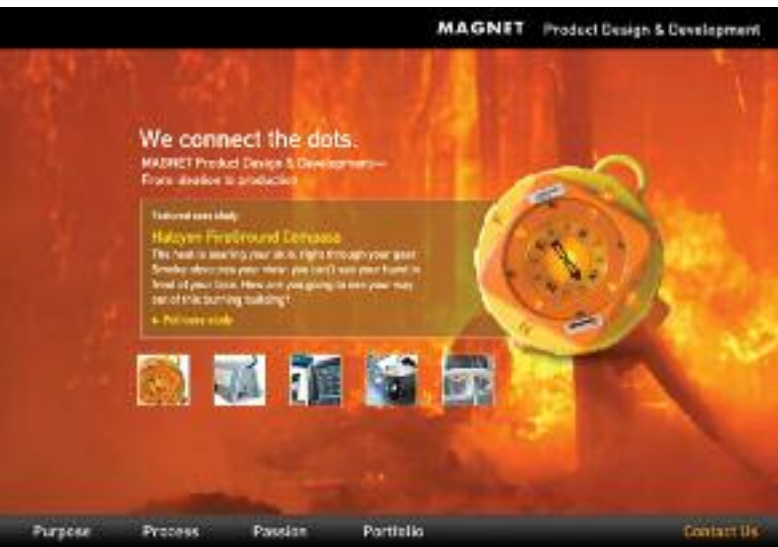 MAGNET Product Design & Development
We connect the dots.
MAGNET Product Design & Development—
From ideation to production
Featured case study
Halcyon FireGround Compass
The heat is searing your skin, right through your gear.
Smoke obscures your view; you can't see your hand in
front of your face. How are you going to see your way
out of this burning building?
Full case study
Purpose Process Passion Portfolio Contact Us